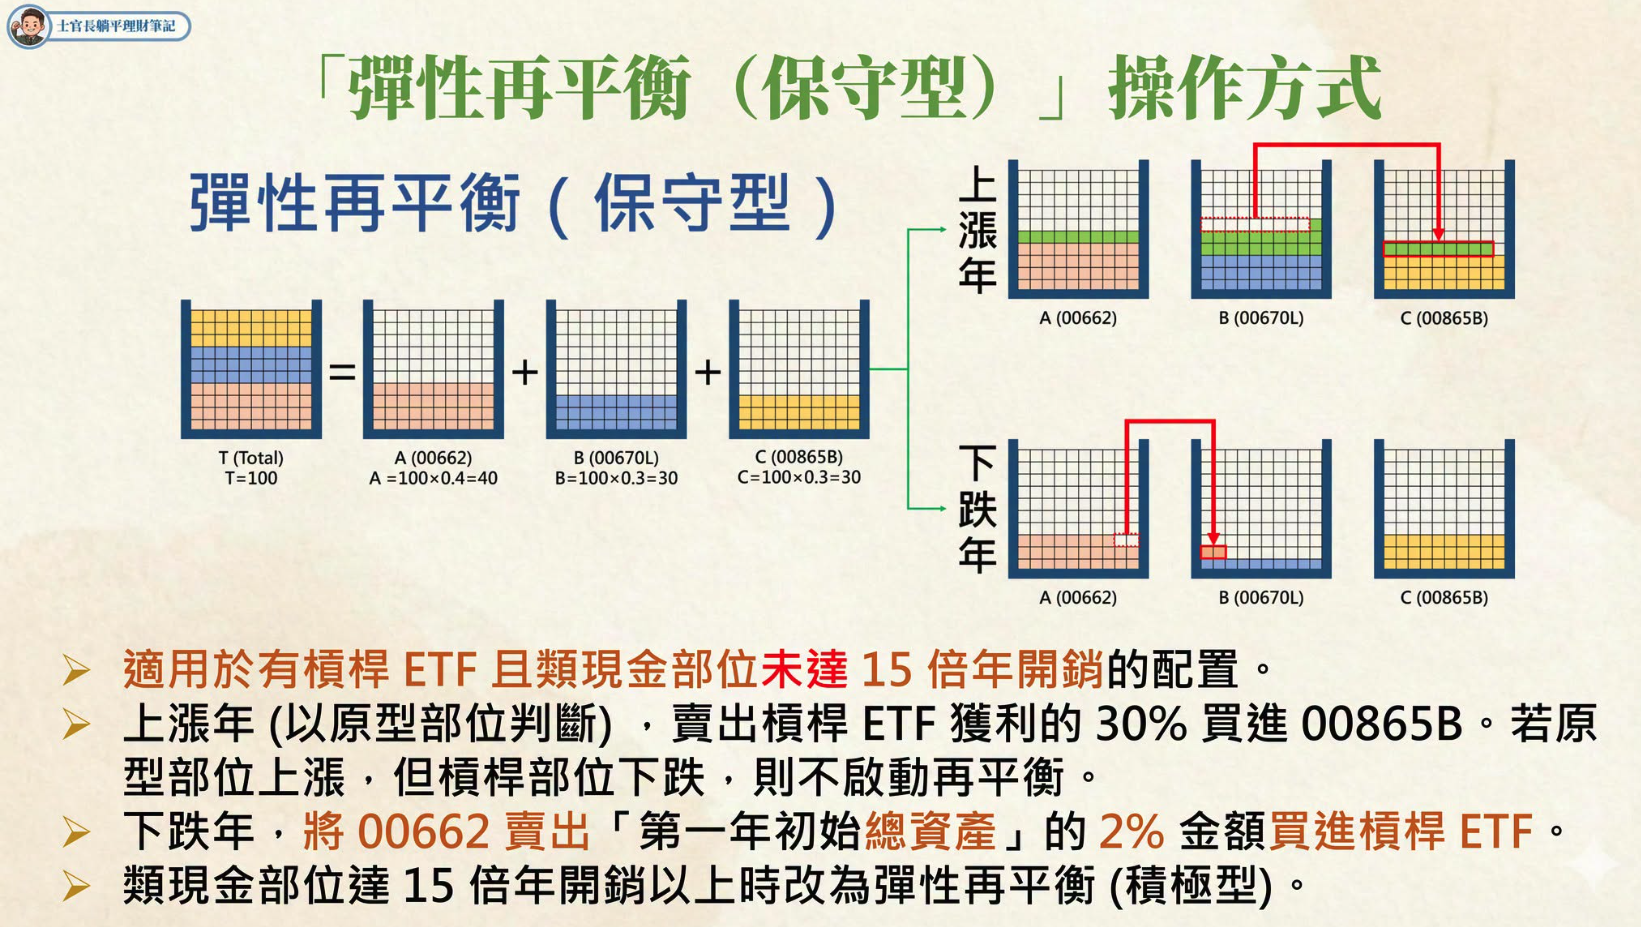 士官長躺平理財筆記
「彈性再平衡（保守型）」操作方式
彈性再平衡（保守型）
T (Total)
T=100
=
A (00662)
A =100×0.4=40
+
B (00670L)
B=100×0.3=30
+
C (00865B)
C=100×0.3=30
上漲年
A (00662)
B (00670L)
C (00865B)
下跌年
A (00662)
B (00670L)
C (00865B)
適用於有槓桿 ETF 且類現金部位未達 15 倍年開銷的配置。
上漲年 (以原型部位判斷) ，賣出槓桿 ETF 獲利的 30% 買進 00865B。若原
型部位上漲，但槓桿部位下跌，則不啟動再平衡。
下跌年，將 00662 賣出「第一年初始總資產」的 2% 金額買進槓桿 ETF。
類現金部位達 15 倍年開銷以上時改為彈性再平衡 (積極型)。